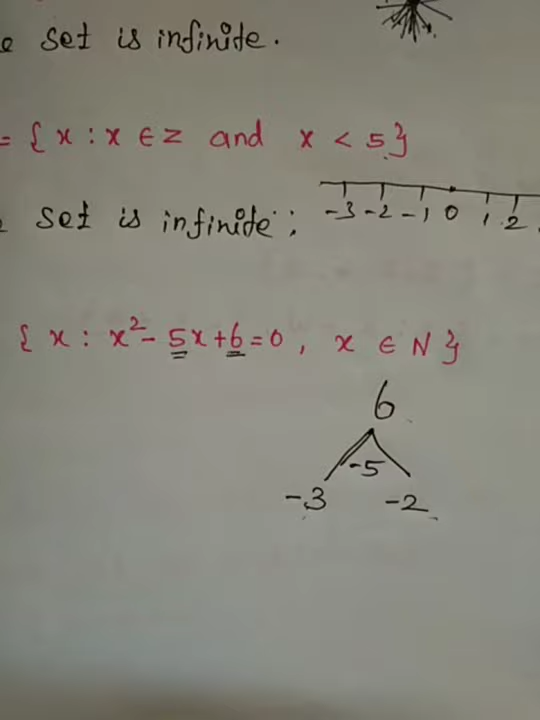 set is infinite.
= { x : x ∈ z and x < 5 }
set is infinite ;
-3 -2 -1 0 1 2
{ x : x² - 5x + 6 = 0 , x ∈ N }
6
-5
-3 -2